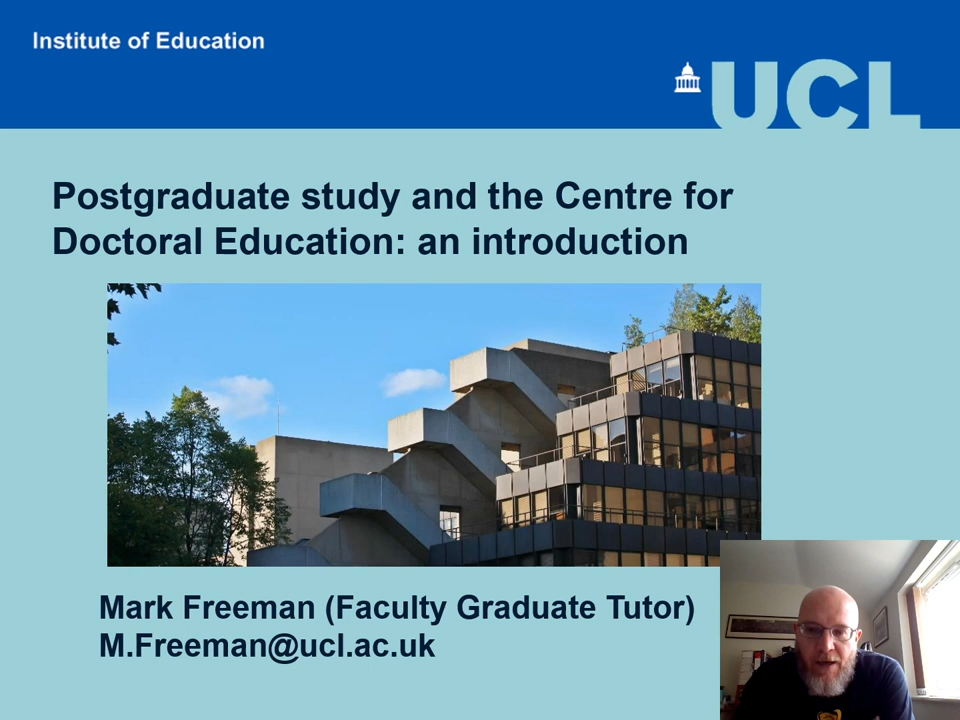 Institute of Education
UCL
Postgraduate study and the Centre for
Doctoral Education: an introduction
Mark Freeman (Faculty Graduate Tutor)
M.Freeman@ucl.ac.uk